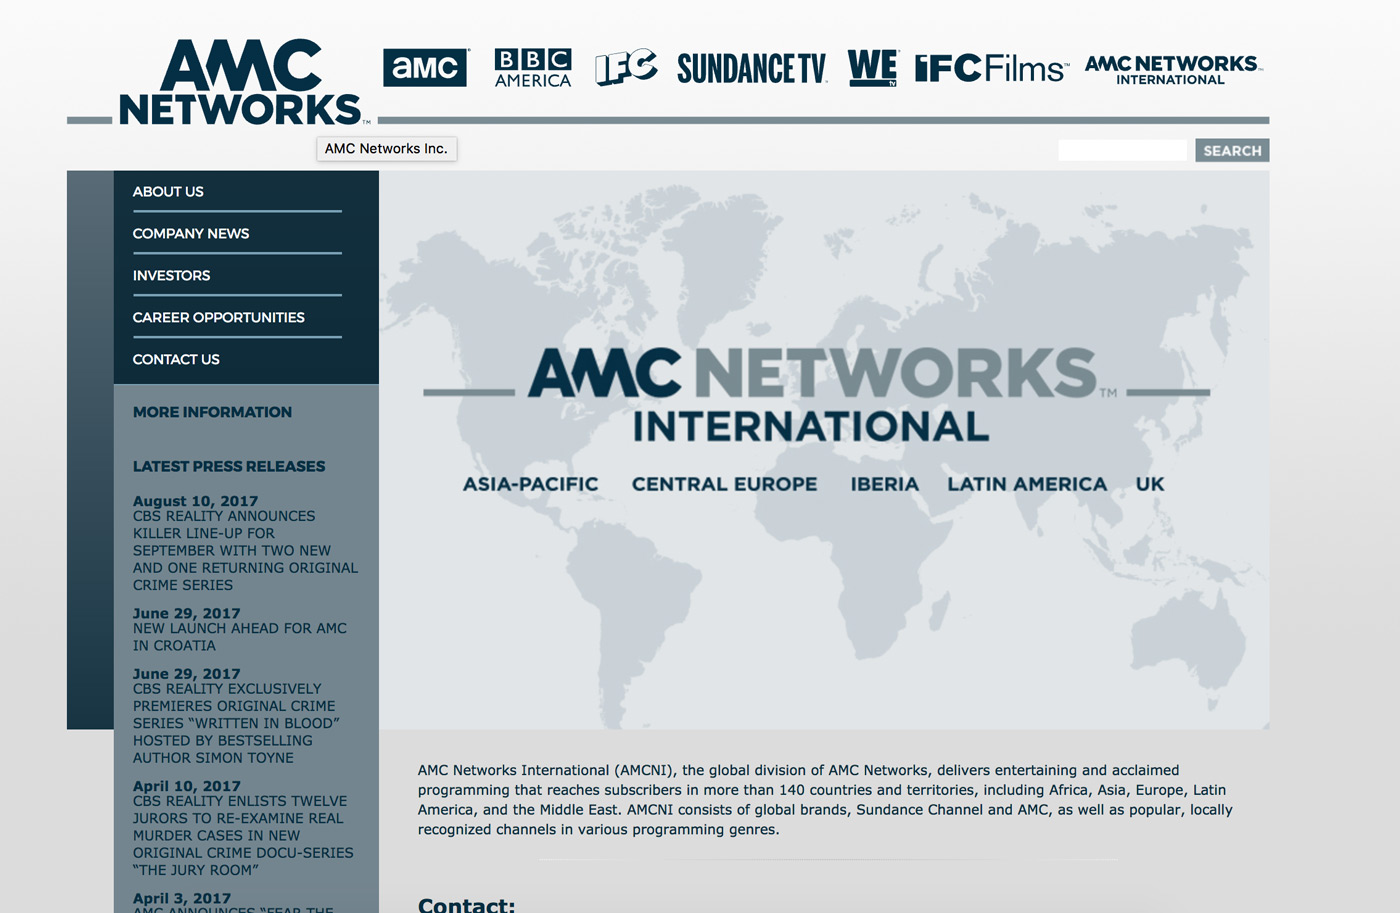 AMC
NETWORKS™
amc
BBC
AMERICA
IFC
SUNDANCETV
WE
tv
IFCFilms™
AMC NETWORKS
INTERNATIONAL
AMC Networks Inc.
SEARCH
ABOUT US
COMPANY NEWS
INVESTORS
CAREER OPPORTUNITIES
CONTACT US
MORE INFORMATION
LATEST PRESS RELEASES
August 10, 2017
CBS REALITY ANNOUNCES
KILLER LINE-UP FOR
SEPTEMBER WITH TWO NEW
AND ONE RETURNING ORIGINAL
CRIME SERIES
June 29, 2017
NEW LAUNCH AHEAD FOR AMC
IN CROATIA
June 29, 2017
CBS REALITY EXCLUSIVELY
PREMIERES ORIGINAL CRIME
SERIES “WRITTEN IN BLOOD”
HOSTED BY BESTSELLING
AUTHOR SIMON TOYNE
April 10, 2017
CBS REALITY ENLISTS TWELVE
JURORS TO RE-EXAMINE REAL
MURDER CASES IN NEW
ORIGINAL CRIME DOCU-SERIES
“THE JURY ROOM”
April 3, 2017
AMC ANNOUNCES “FEAR THE
AMC NETWORKS™
INTERNATIONAL
ASIA-PACIFIC CENTRAL EUROPE IBERIA LATIN AMERICA UK
AMC Networks International (AMCNI), the global division of AMC Networks, delivers entertaining and acclaimed
programming that reaches subscribers in more than 140 countries and territories, including Africa, Asia, Europe, Latin
America, and the Middle East. AMCNI consists of global brands, Sundance Channel and AMC, as well as popular, locally
recognized channels in various programming genres.
Contact: